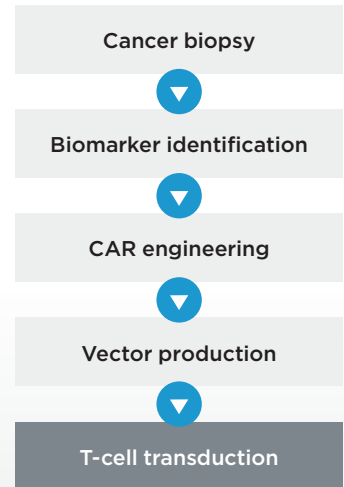 Cancer biopsy
Biomarker identification
CAR engineering
Vector production
T-cell transduction